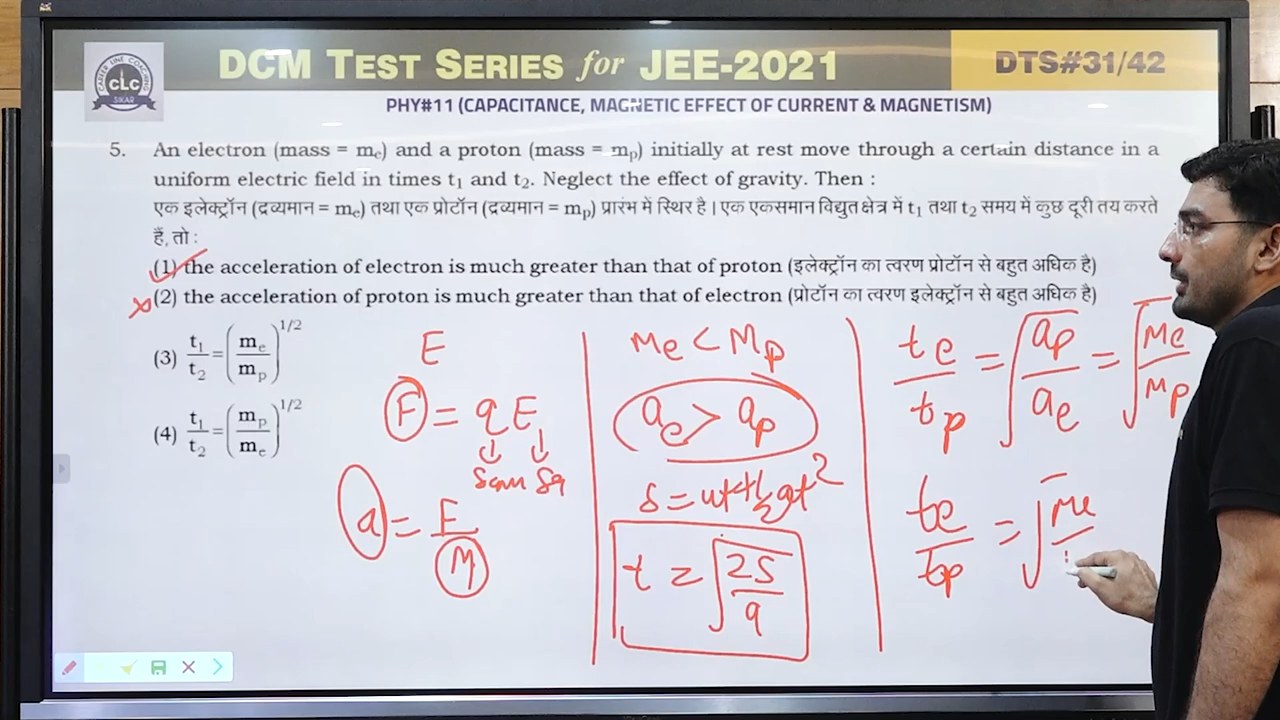 CAREER LINE COACHING
CLC
SIKAR
DCM TEST SERIES for JEE-2021
DTS#31/42
PHY#11 (CAPACITANCE, MAGNETIC EFFECT OF CURRENT & MAGNETISM)
5. An electron (mass = mₑ) and a proton (mass = mₚ) initially at rest move through a certain distance in a
uniform electric field in times t₁ and t₂. Neglect the effect of gravity. Then :
एक इलेक्ट्रॉन (द्रव्यमान = mₑ) तथा एक प्रोटॉन (द्रव्यमान = mₚ) प्रारंभ में स्थिर है। एक एकसमान विद्युत क्षेत्र में t₁ तथा t₂ समय में कुछ दूरी तय करते
हैं, तो :
(1) the acceleration of electron is much greater than that of proton (इलेक्ट्रॉन का त्वरण प्रोटॉन से बहुत अधिक है)
(2) the acceleration of proton is much greater than that of electron (प्रोटॉन का त्वरण इलेक्ट्रॉन से बहुत अधिक है)
(3) t₁/t₂ = (mₑ/mₚ)^1/2
(4) t₁/t₂ = (mₚ/mₑ)^1/2
E
F = qE
Sam
a = F/M
mₑ < Mₚ
aₑ > aₚ
s = ut + ½at²
t = √2s/a
tₑ/tₚ = √aₚ/aₑ = √Mₑ/Mₚ
tₑ/tₚ = √Mₑ